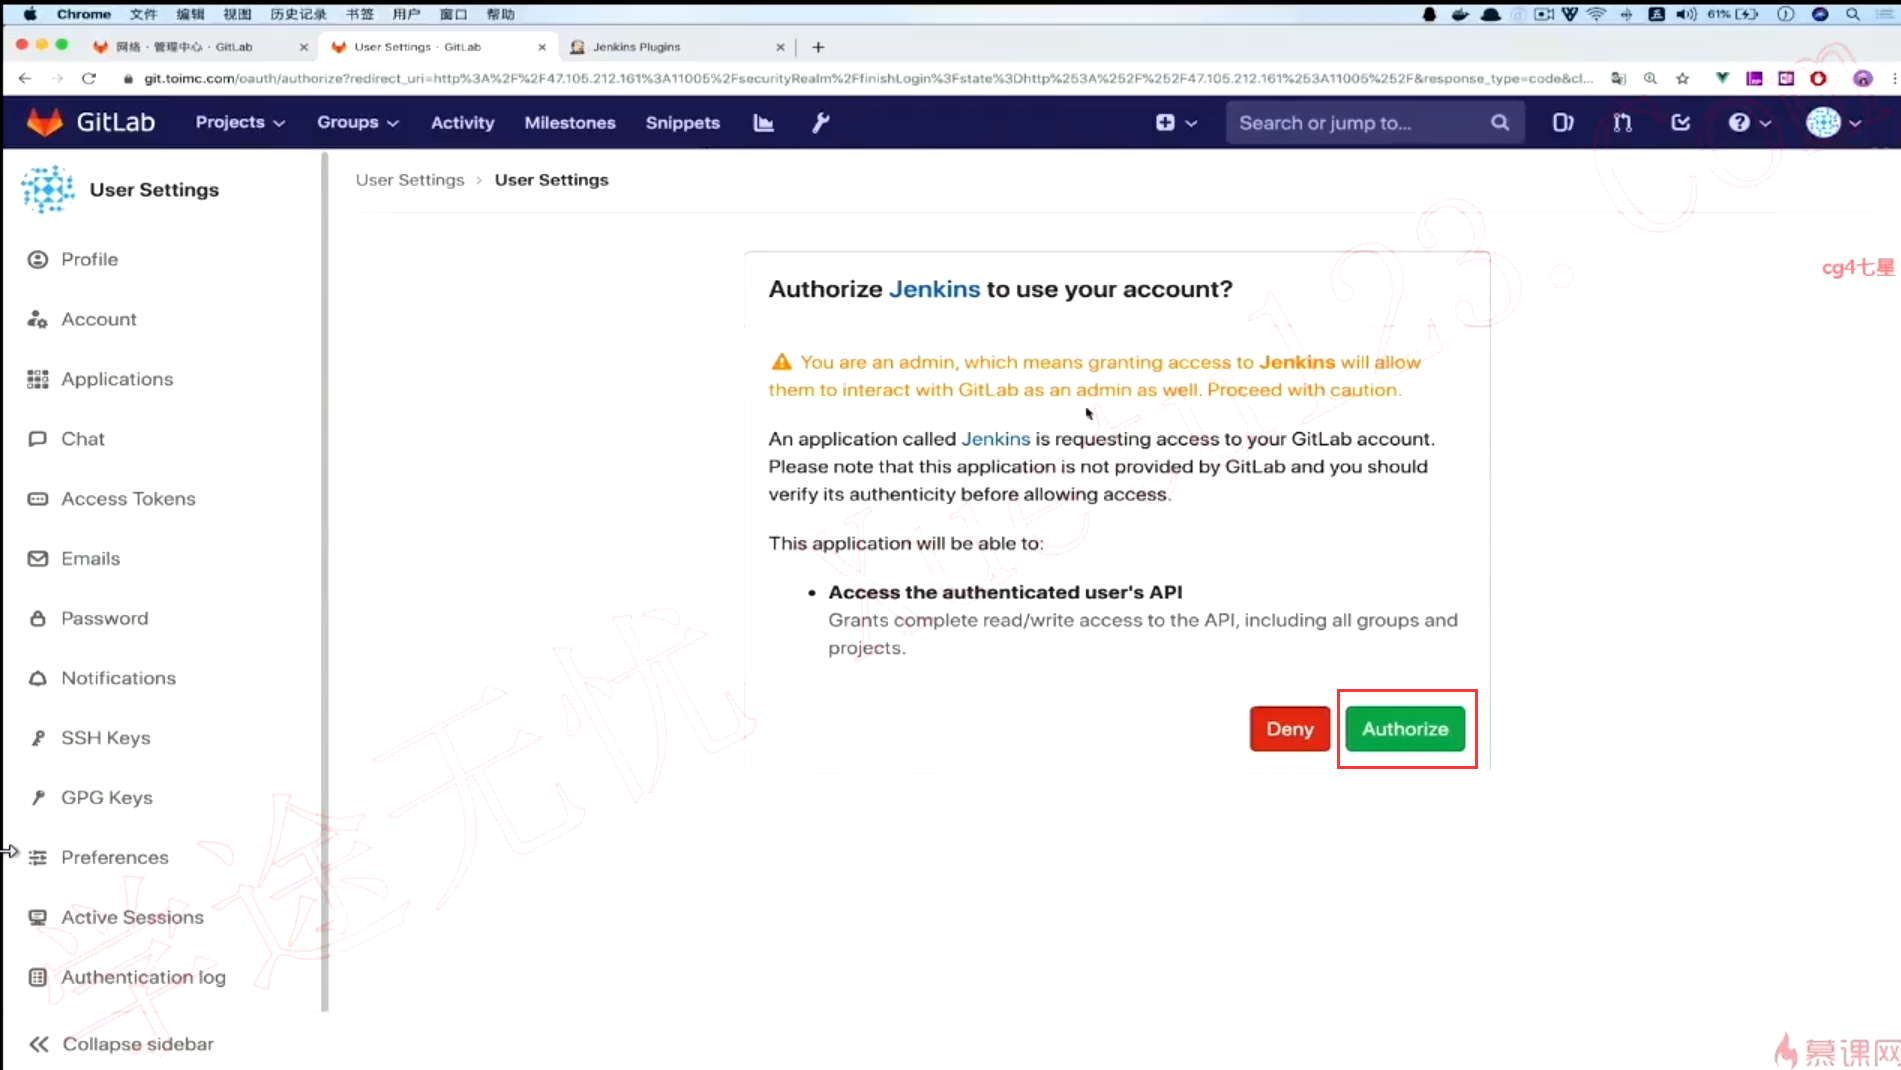 Chrome 文件 编辑 视图 历史记录 书签 用户 窗口 帮助 61%
网络 · 管理中心 · GitLab User Settings · GitLab Jenkins Plugins
git.toimc.com/oauth/authorize?redirect_uri=http%3A%2F%2F47.105.212.161%3A11005%2FsecurityRealm%2FfinishLogin%3Fstate%3Dhttp%253A%252F%252F47.105.212.161%253A11005%252F&response_type=code&cl...
GitLab Projects Groups Activity Milestones Snippets Search or jump to...
User Settings
User Settings › User Settings
Profile
Account
Applications
Chat
Access Tokens
Emails
Password
Notifications
SSH Keys
GPG Keys
Preferences
Active Sessions
Authentication log
Collapse sidebar
Authorize Jenkins to use your account?
You are an admin, which means granting access to Jenkins will allow
them to interact with GitLab as an admin as well. Proceed with caution.
An application called Jenkins is requesting access to your GitLab account.
Please note that this application is not provided by GitLab and you should
verify its authenticity before allowing access.
This application will be able to:
• Access the authenticated user's API
Grants complete read/write access to the API, including all groups and
projects.
Deny Authorize
cg4七星
学途无忧 Xuetu123.Com
慕课网